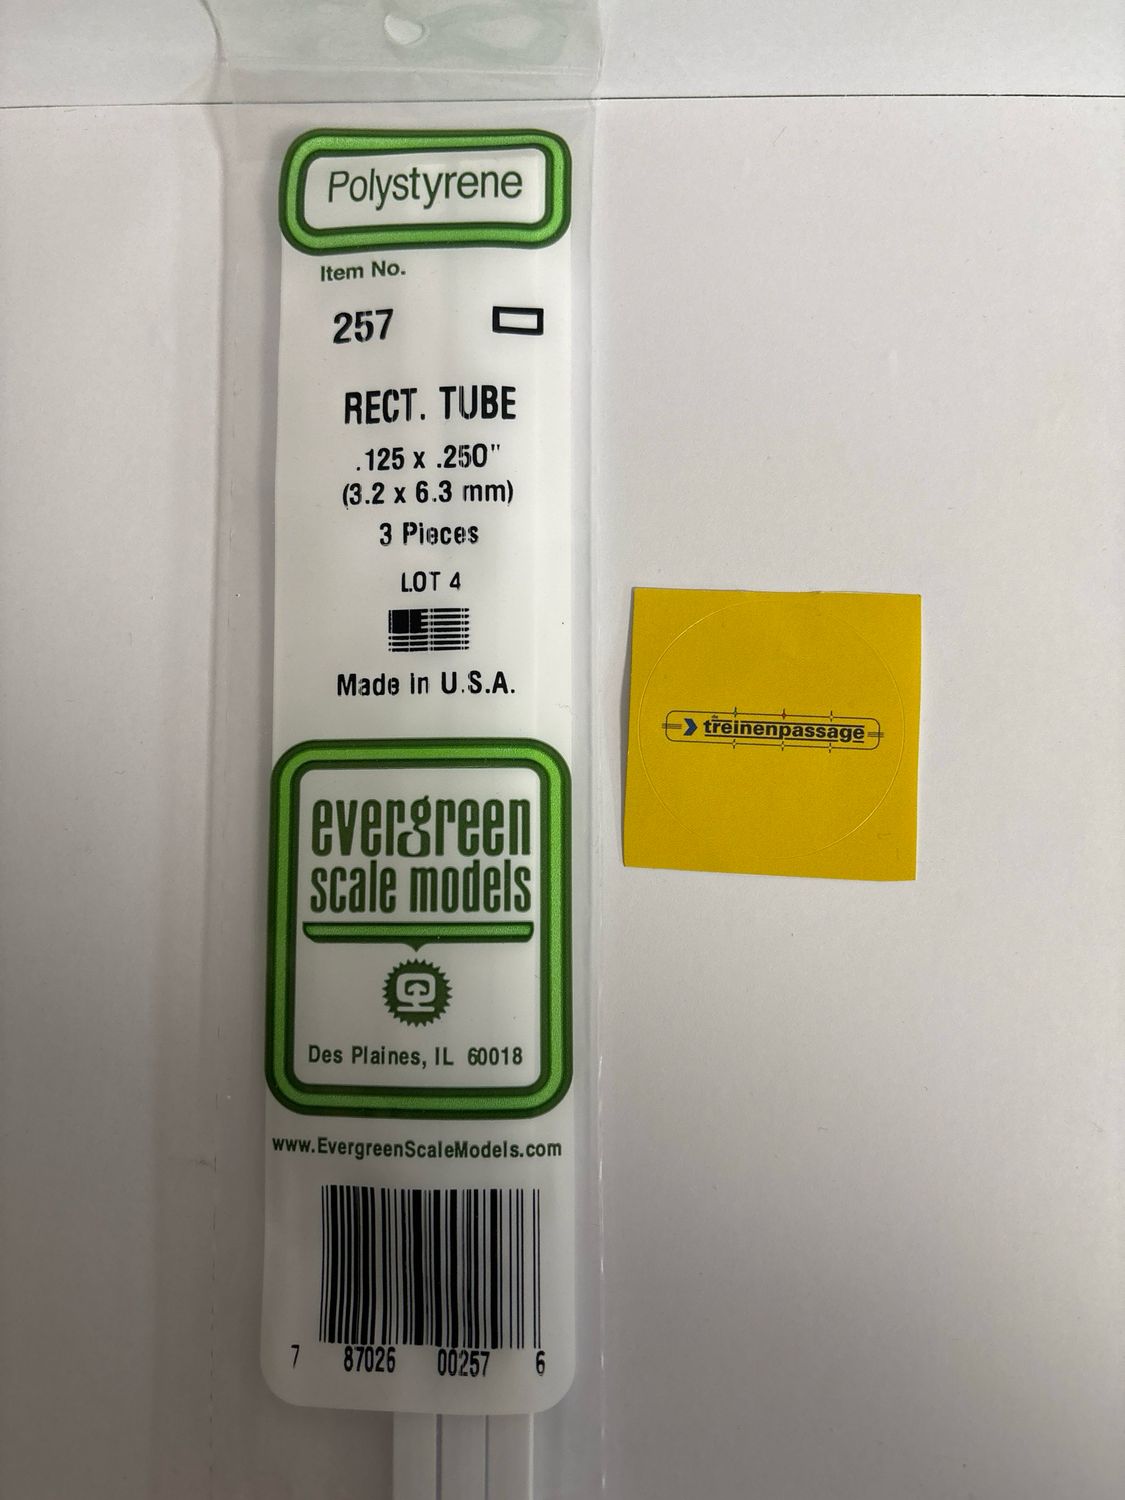 Polystyrene
Item No.
257
RECT. TUBE
.125 x .250"
(3.2 x 6.3 mm)
3 Pieces
LOT 4
Made in U.S.A.
evergreen
scale models
Des Plaines, IL 60018
www.EvergreenScaleModels.com
7 87026 00257 6
de
treinenpassage